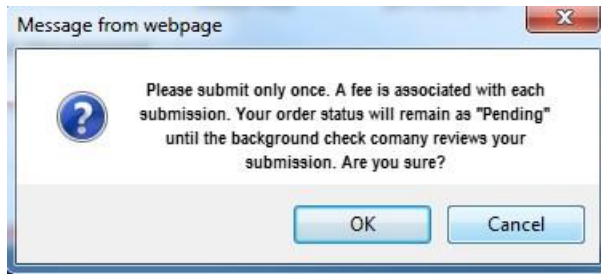 Message from webpage
Please submit only once. A fee is associated with each
submission. Your order status will remain as "Pending"
until the background check comany reviews your
submission. Are you sure?
OK Cancel